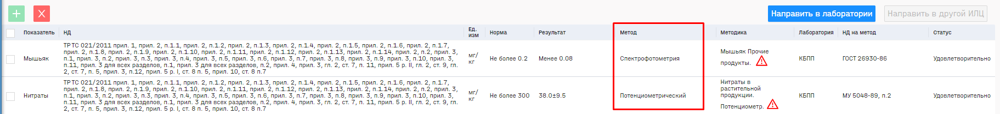 Направить в лаборатории
Направить в другой ИЛЦ
Показатель
НД
Ед.
изм
Норма
Результат
Метод
Методика
Лаборатория
НД на метод
Статус
Мышьяк
ТР ТС 021/2011 прил. 1, прил. 2, п.1.1, прил. 2, п.1.2, прил. 2, п.1.3, прил. 2, п.1.4, прил. 2, п.1.5, прил. 2, п.1.6, прил. 2, п.1.7,
прил. 2, п.1.8, прил. 2, п.1.9, прил. 2, п.1.10, прил. 2, п.1.11, прил. 2, п.1.12, прил. 2, п.1.13, прил. 2, п.1.14, прил. 2, п.2, прил. 3,
п.1, прил. 3, п.2, прил. 3, п.3, прил. 3, п.4, прил. 3, п.5, прил. 3, п.6, прил. 3, п.7, прил. 3, п.8, прил. 3, п.9, прил. 3, п.10, прил. 3,
п.11, прил. 3 для всех разделов, п.1, прил. 3 для всех разделов, п.2, прил. 4, прил. 3, гл. 2, ст. 7, п. 11, прил. 5 р. II, гл. 2, ст. 9, гл.
2, ст. 7, п. 5, прил. 3, п.12, прил. 5 р. I, ст. 8 п. 5, прил. 10, ст. 8 п.7
мг/
кг
Не более 0.2
Менее 0.08
Спектрофотометрия
Мышьяк Прочие
продукты.
КБПП
ГОСТ 26930-86
Удовлетворительно
Нитраты
ТР ТС 021/2011 прил. 1, прил. 2, п.1.1, прил. 2, п.1.2, прил. 2, п.1.3, прил. 2, п.1.4, прил. 2, п.1.5, прил. 2, п.1.6, прил. 2, п.1.7,
прил. 2, п.1.8, прил. 2, п.1.9, прил. 2, п.1.10, прил. 2, п.1.11, прил. 2, п.1.12, прил. 2, п.1.13, прил. 2, п.1.14, прил. 2, п.2, прил. 3,
п.1, прил. 3, п.2, прил. 3, п.3, прил. 3, п.4, прил. 3, п.5, прил. 3, п.6, прил. 3, п.7, прил. 3, п.8, прил. 3, п.9, прил. 3, п.10, прил. 3,
п.11, прил. 3 для всех разделов, п.1, прил. 3 для всех разделов, п.2, прил. 4, прил. 3, гл. 2, ст. 7, п. 11, прил. 5 р. II, гл. 2, ст. 9, гл.
2, ст. 7, п. 5, прил. 3, п.12, прил. 5 р. I, ст. 8 п. 5, прил. 10, ст. 8 п.7
мг/
кг
Не более 300
38.0±9.5
Потенциометрический
Нитраты в
растительной
продукции.
Потенциометр.
КБПП
МУ 5048-89, п.2
Удовлетворительно